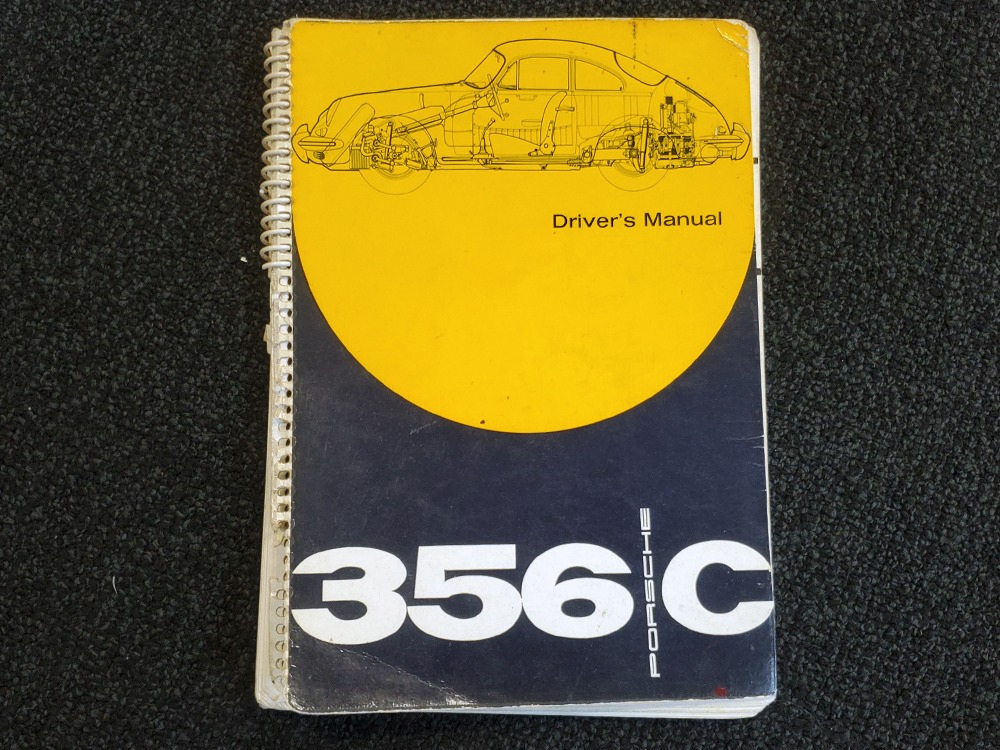 Driver's Manual
356 C
PORSCHE